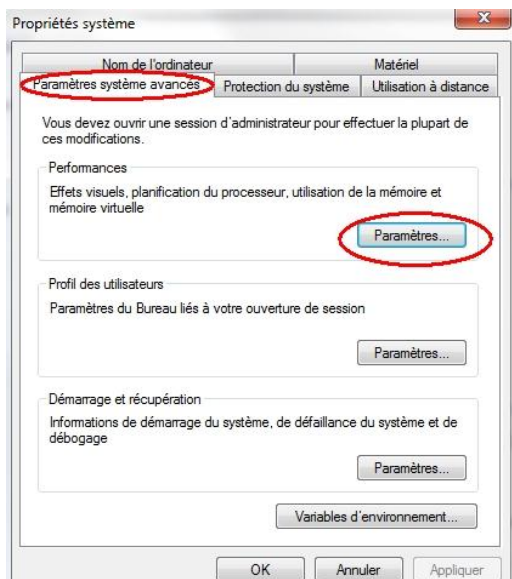 Propriétés système
Nom de l'ordinateur
Matériel
Paramètres système avancés
Protection du système
Utilisation à distance
Vous devez ouvrir une session d'administrateur pour effectuer la plupart de
ces modifications.
Performances
Effets visuels, planification du processeur, utilisation de la mémoire et
mémoire virtuelle
Paramètres...
Profil des utilisateurs
Paramètres du Bureau liés à votre ouverture de session
Paramètres...
Démarrage et récupération
Informations de démarrage du système, de défaillance du système et de
débogage
Paramètres...
Variables d'environnement...
OK
Annuler
Appliquer